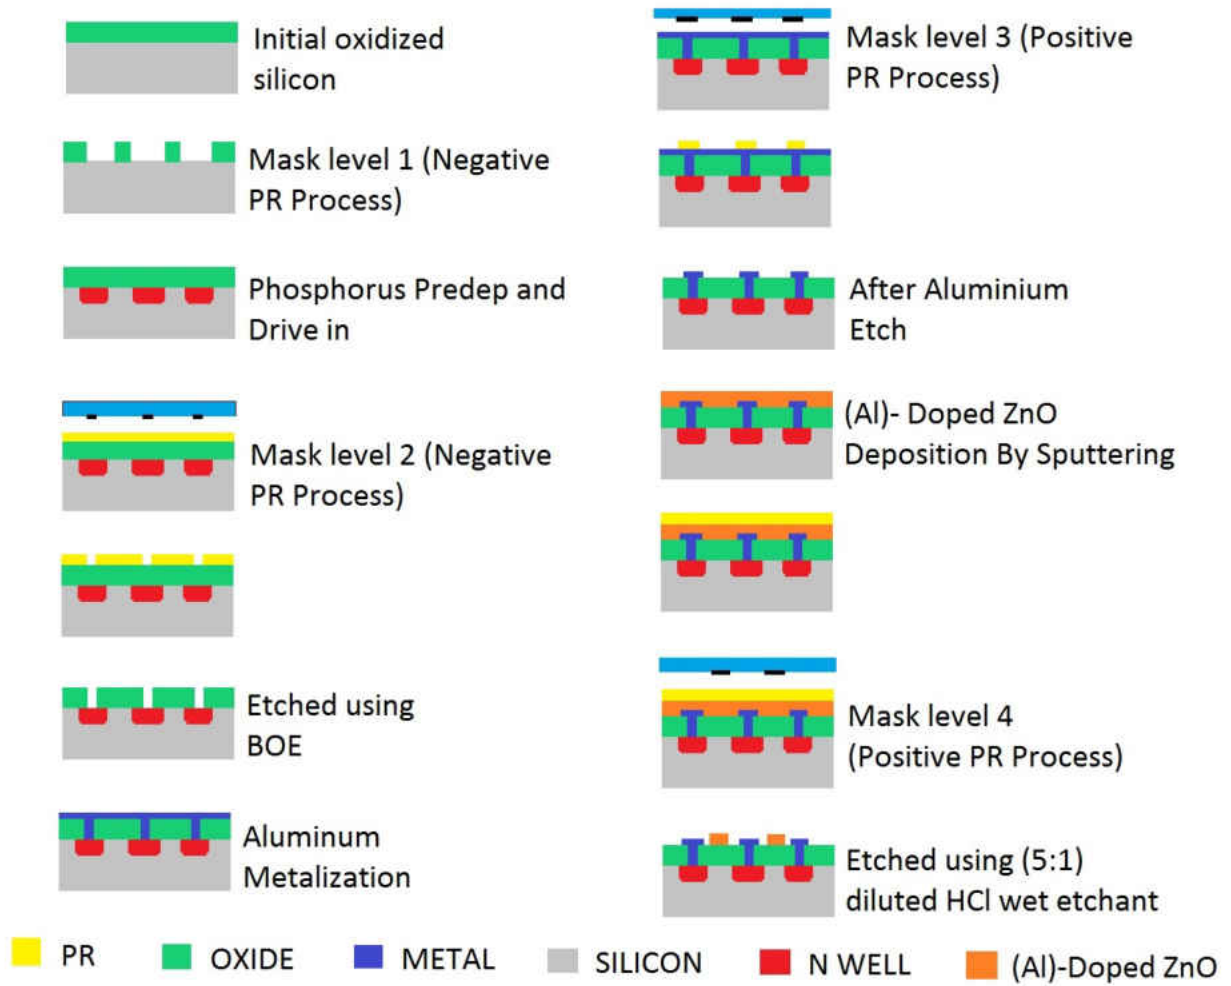 Initial oxidized
silicon
Mask level 1 (Negative
PR Process)
Phosphorus Predep and
Drive in
Mask level 2 (Negative
PR Process)
Etched using
BOE
Aluminum
Metalization
Mask level 3 (Positive
PR Process)
After Aluminium
Etch
(Al)- Doped ZnO
Deposition By Sputtering
Mask level 4
(Positive PR Process)
Etched using (5:1)
diluted HCl wet etchant
PR OXIDE METAL SILICON N WELL (Al)-Doped ZnO